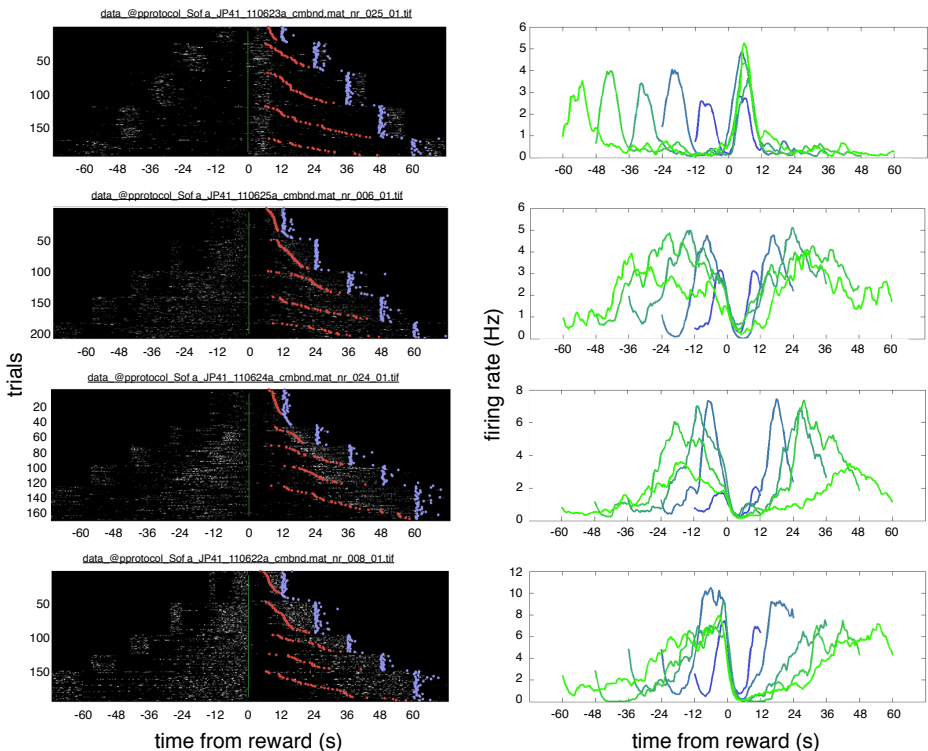 data_@pprotocol_Sof a_JP41_110623a_cmbnd.mat_nr_025_01.tif
50
100
150
-60 -48 -36 -24 -12 0 12 24 36 48 60
6
5
4
3
2
1
0
-60 -48 -36 -24 -12 0 12 24 36 48 60
data_@pprotocol_Sof a_JP41_110625a_cmbnd.mat_nr_006_01.tif
50
100
150
200
-60 -48 -36 -24 -12 0 12 24 36 48 60
6
5
4
3
2
1
0
-60 -48 -36 -24 -12 0 12 24 36 48 60
trials
firing rate (Hz)
data_@pprotocol_Sof a_JP41_110624a_cmbnd.mat_nr_024_01.tif
20
40
60
80
100
120
140
160
-60 -48 -36 -24 -12 0 12 24 36 48 60
8
6
4
2
0
-60 -48 -36 -24 -12 0 12 24 36 48 60
data_@pprotocol_Sof a_JP41_110622a_cmbnd.mat_nr_008_01.tif
50
100
150
-60 -48 -36 -24 -12 0 12 24 36 48 60
12
10
8
6
4
2
0
-60 -48 -36 -24 -12 0 12 24 36 48 60
time from reward (s)
time from reward (s)